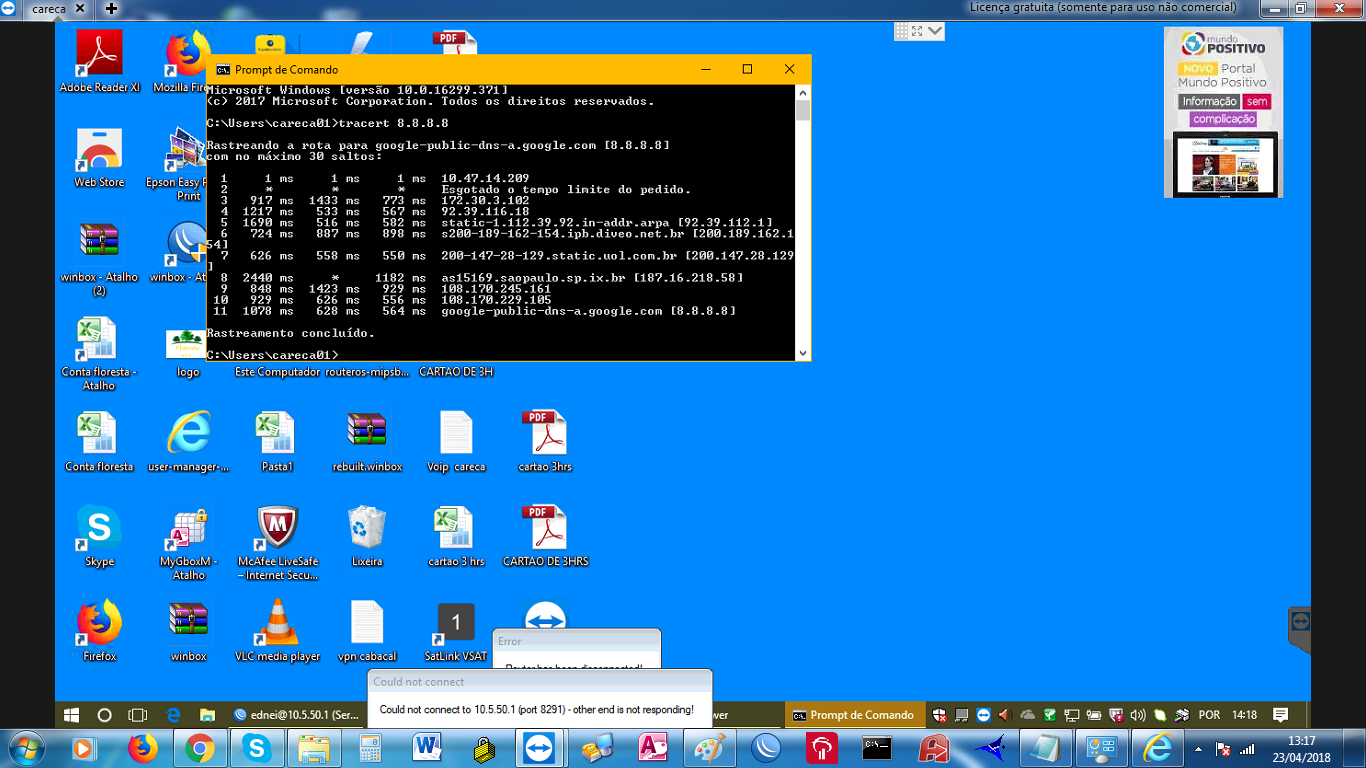 careca
Licença gratuita (somente para uso não comercial)
Adobe Reader XI
Mozilla Fire
PDF
mundo
POSITIVO
NOVO Portal
Mundo Positivo
Informação sem
complicação
Prompt de Comando
Microsoft Windows [versão 10.0.16299.371]
(c) 2017 Microsoft Corporation. Todos os direitos reservados.
C:\Users\careca01>tracert 8.8.8.8
Rastreando a rota para google-public-dns-a.google.com [8.8.8.8]
com no máximo 30 saltos:
1 1 ms 1 ms 1 ms 10.47.14.209
2 * * * Esgotado o tempo limite do pedido.
3 917 ms 1433 ms 773 ms 172.30.3.102
4 1217 ms 533 ms 567 ms 92.39.116.18
5 1690 ms 516 ms 582 ms static-1.112.39.92.in-addr.arpa [92.39.112.1]
6 724 ms 887 ms 898 ms s200-189-162-154.ipb.diveo.net.br [200.189.162.1
54]
7 626 ms 558 ms 550 ms 200-147-28-129.static.uol.com.br [200.147.28.129
]
8 2440 ms * 1182 ms as15169.saopaulo.sp.ix.br [187.16.218.58]
9 848 ms 1423 ms 929 ms 108.170.245.161
10 929 ms 626 ms 556 ms 108.170.229.105
11 1078 ms 628 ms 564 ms google-public-dns-a.google.com [8.8.8.8]
Rastreamento concluído.
C:\Users\careca01>
Web Store
Epson Easy P
Print
winbox - Atalho
(2)
winbox - At
Conta floresta -
Atalho
logo
Este Computador
routeros-mipsb...
CARTAO DE 3H
Conta floresta
user-manager-...
Pasta1
rebuilt.winbox
Voip careca
PDF
cartao 3hrs
Skype
MyGboxM -
Atalho
McAfee LiveSafe
– Internet Secu...
Lixeira
cartao 3 hrs
PDF
CARTAO DE 3HRS
Firefox
winbox
VLC media player
vpn cabacal
1
SatLink VSAT
Error
Router has been disconnected!
Could not connect
Could not connect to 10.5.50.1 (port 8291) - other end is not responding!
ednei@10.5.50.1 (Ser...
wer
Prompt de Comando
POR
14:18
13:17
23/04/2018